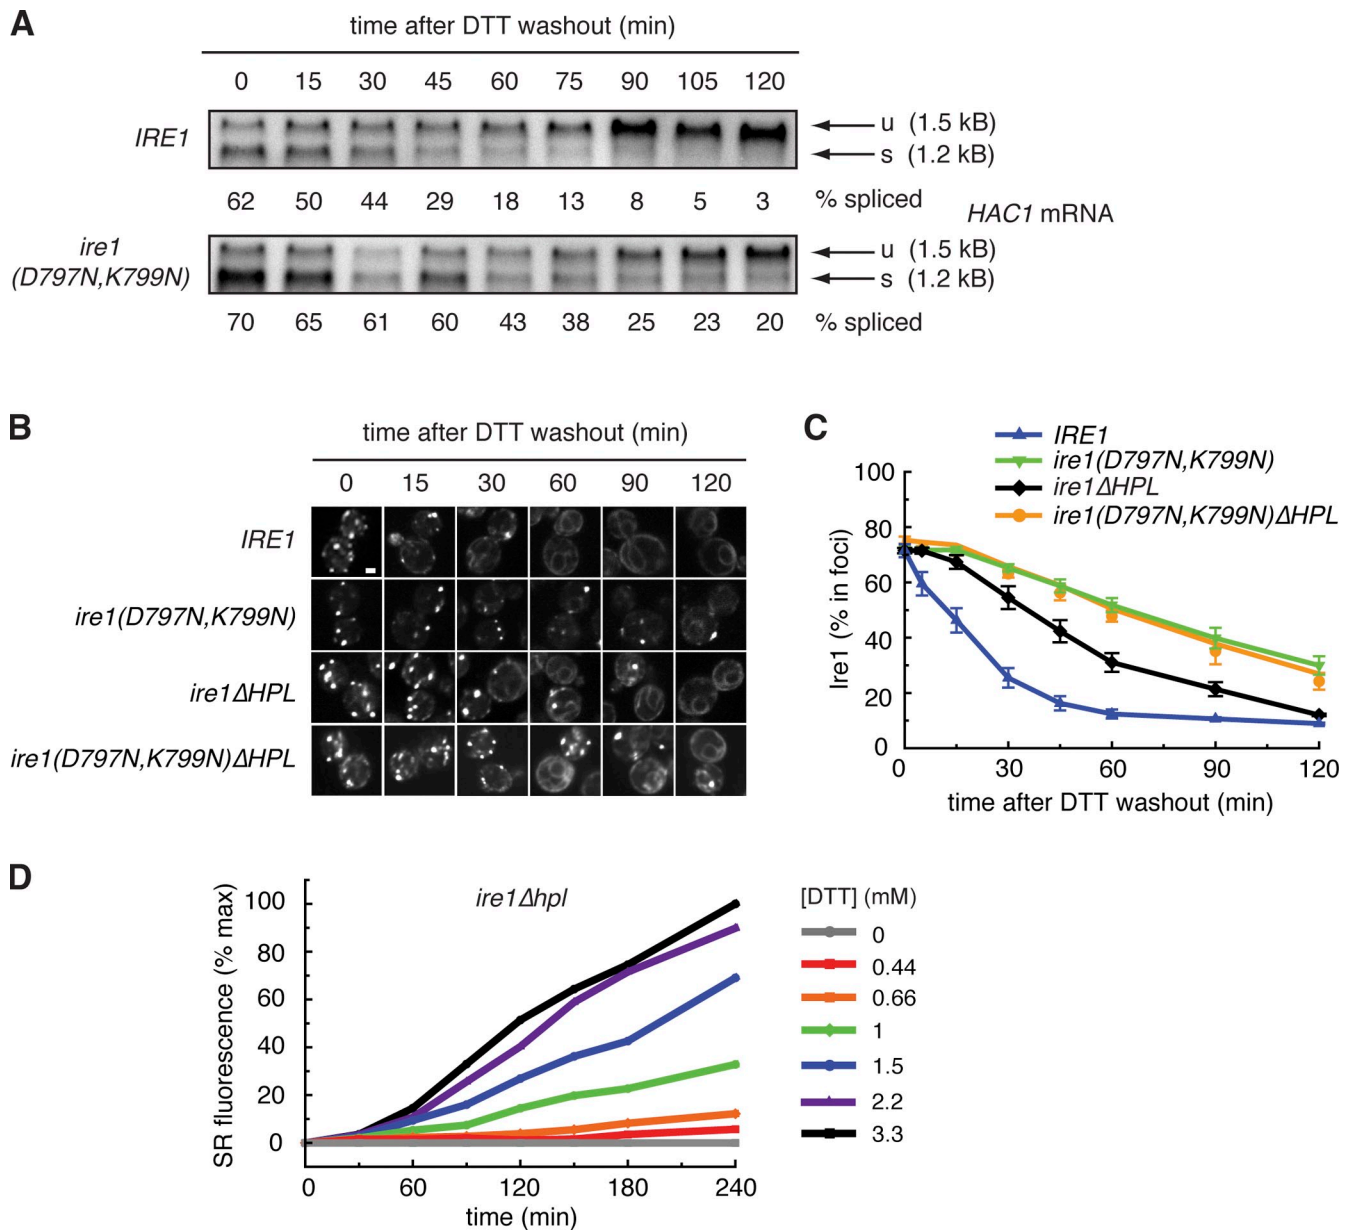 A
time after DTT washout (min)
0 15 30 45 60 75 90 105 120
IRE1
u (1.5 kB)
s (1.2 kB)
62 50 44 29 18 13 8 5 3 % spliced
HAC1 mRNA
ire1
(D797N,K799N)
u (1.5 kB)
s (1.2 kB)
70 65 61 60 43 38 25 23 20 % spliced
B
time after DTT washout (min)
0 15 30 60 90 120
IRE1
ire1(D797N,K799N)
ire1ΔHPL
ire1(D797N,K799N)ΔHPL
C
IRE1
ire1(D797N,K799N)
ire1ΔHPL
ire1(D797N,K799N)ΔHPL
Ire1 (% in foci)
100
80
60
40
20
0
0 30 60 90 120
time after DTT washout (min)
D
ire1Δhpl
SR fluorescence (% max)
100
80
60
40
20
0
0 60 120 180 240
time (min)
[DTT] (mM)
0
0.44
0.66
1
1.5
2.2
3.3